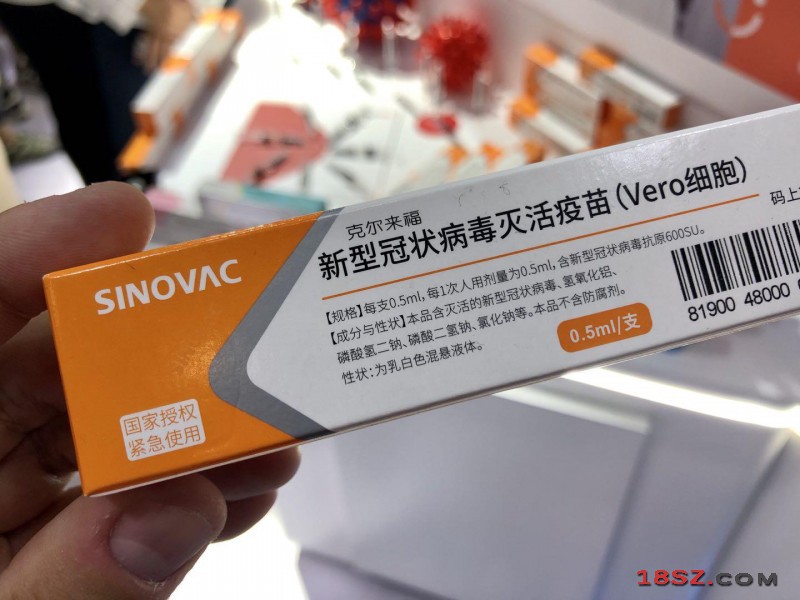 SINOVAC
国家授权
紧急使用
克尔来福
新型冠状病毒灭活疫苗(Vero细胞)
【规格】每支0.5ml,每1次人用剂量为0.5ml,含新型冠状病毒抗原600SU。
【成分与性状】本品含灭活的新型冠状病毒、氢氧化铝、
磷酸氢二钠、磷酸二氢钠、氯化钠等。本品不含防腐剂。
性状:为乳白色混悬液体。
0.5ml/支
码上
81900 48000
18SZ.COM